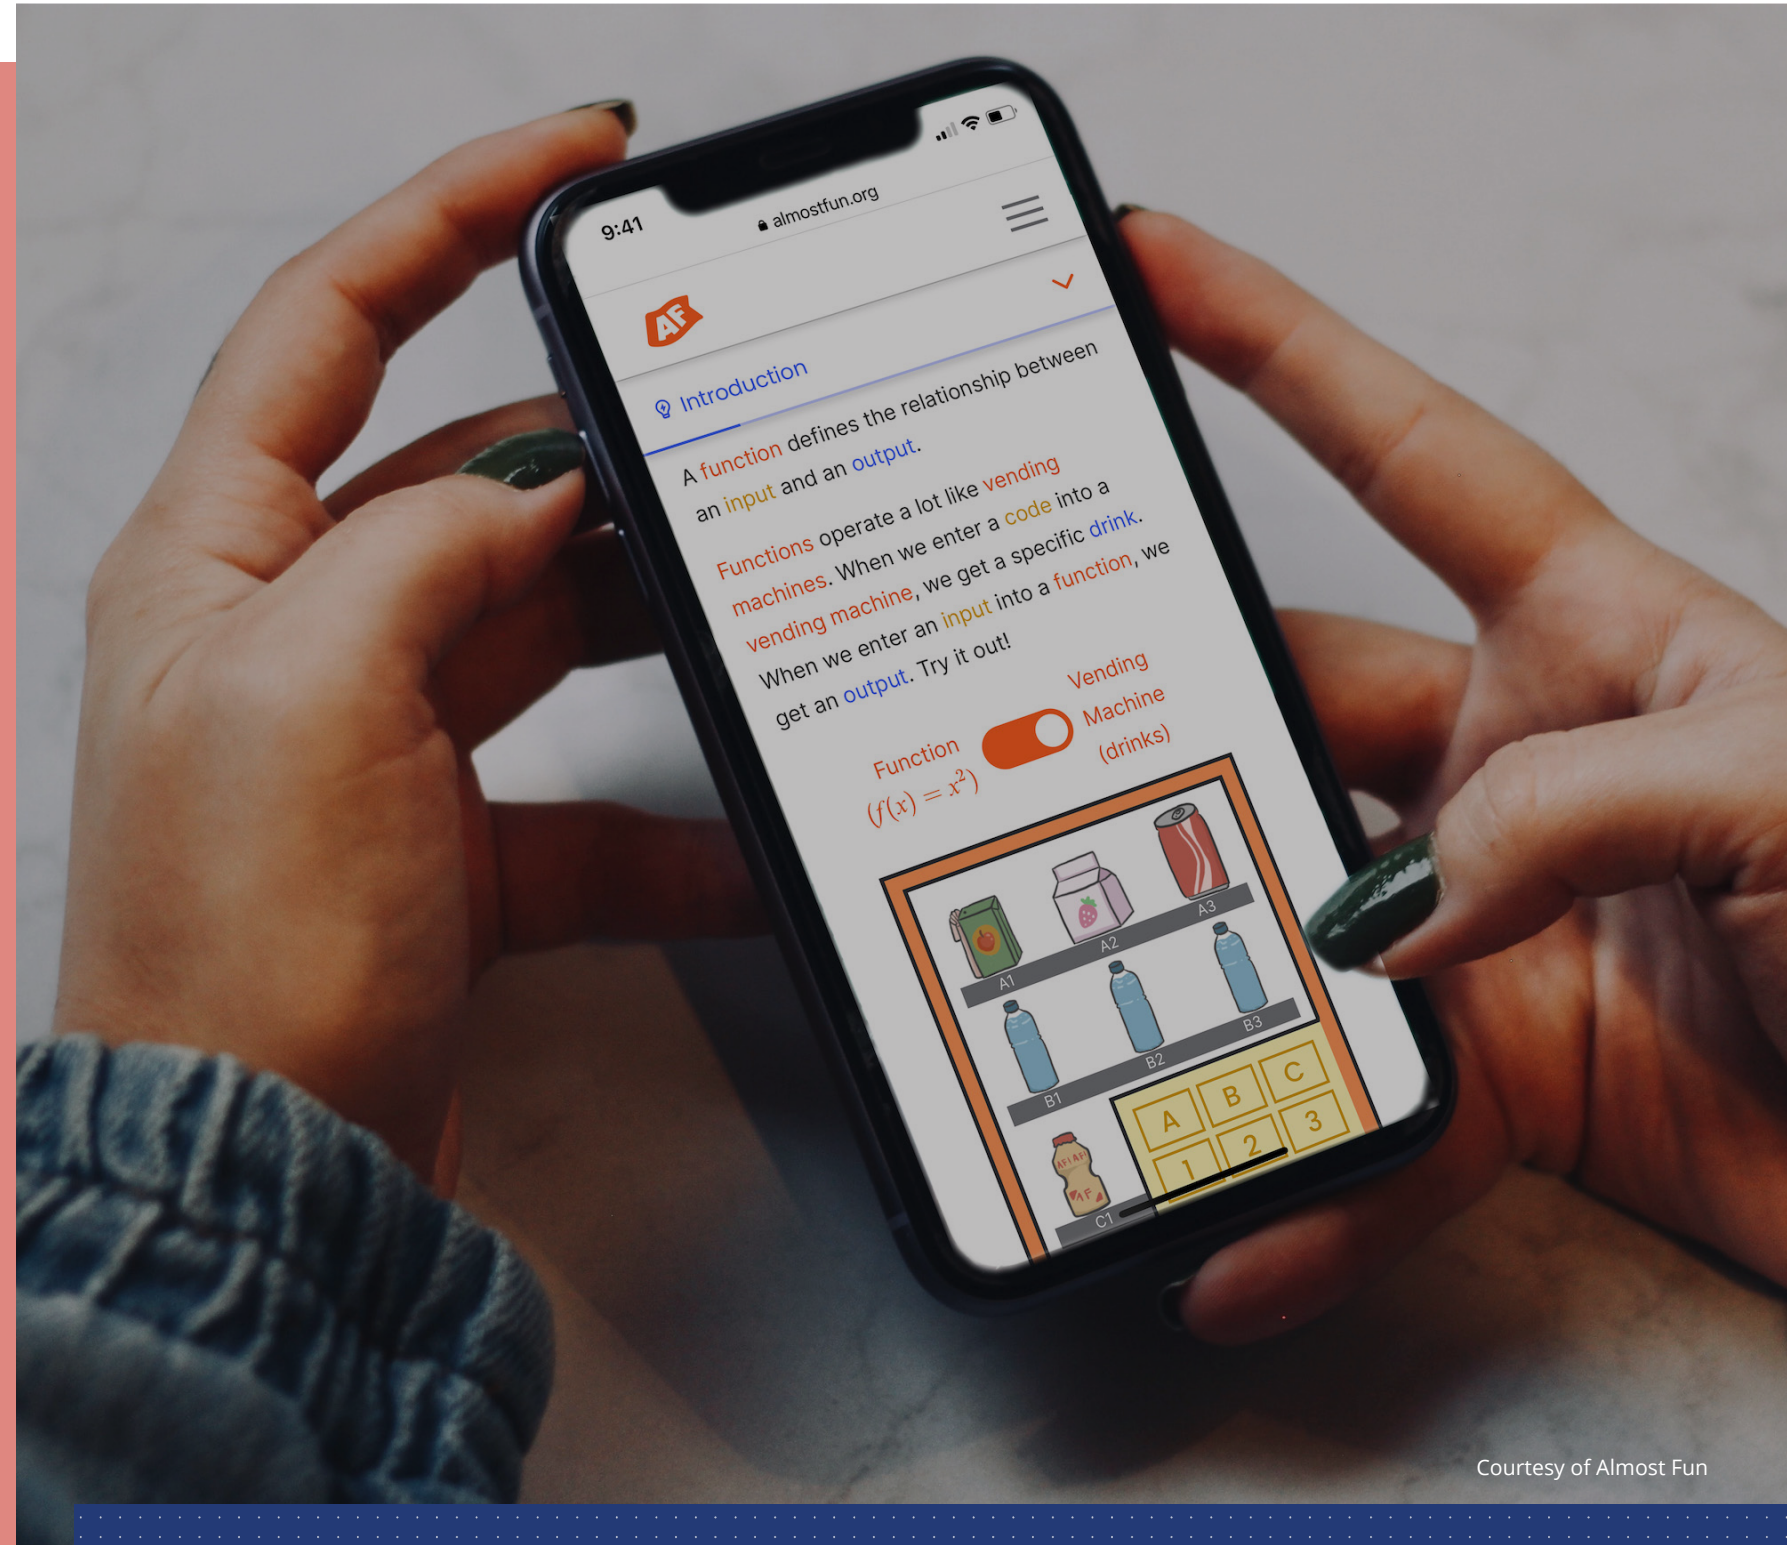 9:41
almostfun.org
AF
Introduction
A function defines the relationship between
an input and an output.
Functions operate a lot like vending
machines. When we enter a code into a
vending machine, we get a specific drink.
When we enter an input into a function, we
get an output. Try it out!
Function
(f(x) = x²)
Vending
Machine
(drinks)
A1
A2
A3
B1
B2
B3
A
B
C
1
2
3
C1
Courtesy of Almost Fun